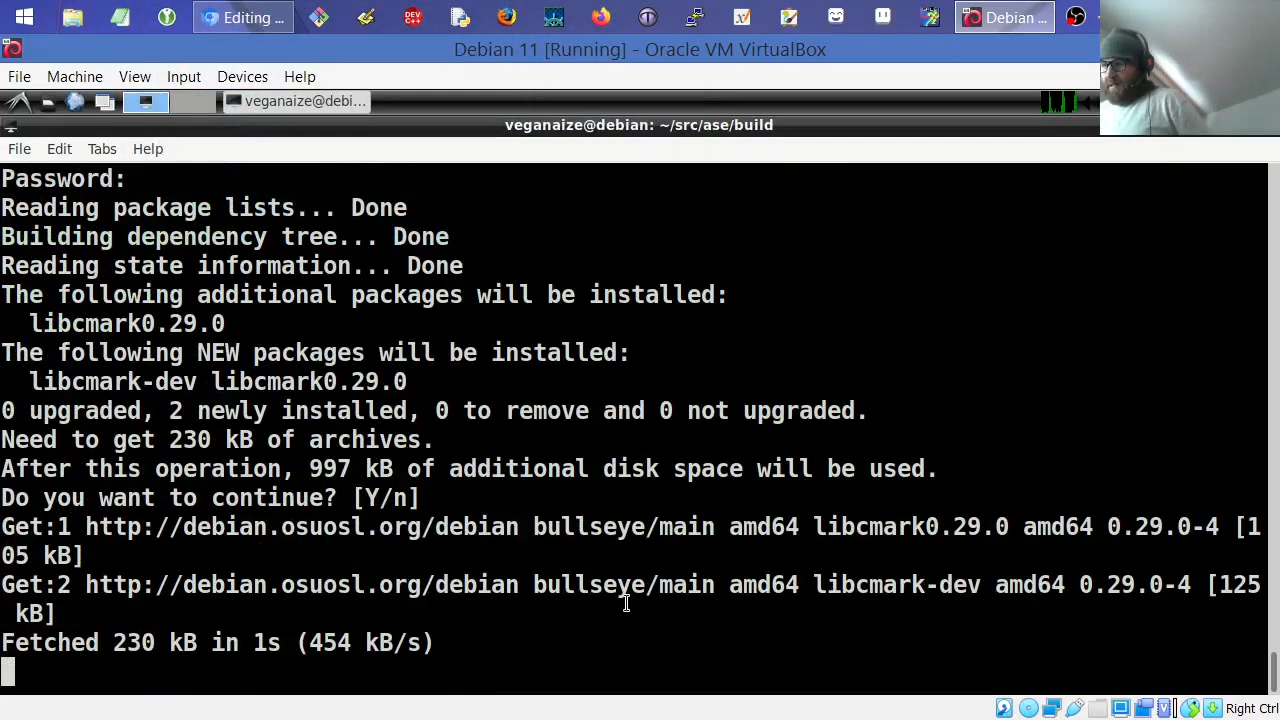 Editing ...
DEV
C++
Debian ...
Debian 11 [Running] - Oracle VM VirtualBox
File Machine View Input Devices Help
veganaize@debi...
veganaize@debian: ~/src/ase/build
File Edit Tabs Help
Password:
Reading package lists... Done
Building dependency tree... Done
Reading state information... Done
The following additional packages will be installed:
libcmark0.29.0
The following NEW packages will be installed:
libcmark-dev libcmark0.29.0
0 upgraded, 2 newly installed, 0 to remove and 0 not upgraded.
Need to get 230 kB of archives.
After this operation, 997 kB of additional disk space will be used.
Do you want to continue? [Y/n]
Get:1 http://debian.osuosl.org/debian bullseye/main amd64 libcmark0.29.0 amd64 0.29.0-4 [1
05 kB]
Get:2 http://debian.osuosl.org/debian bullseye/main amd64 libcmark-dev amd64 0.29.0-4 [125
kB]
Fetched 230 kB in 1s (454 kB/s)
Right Ctrl